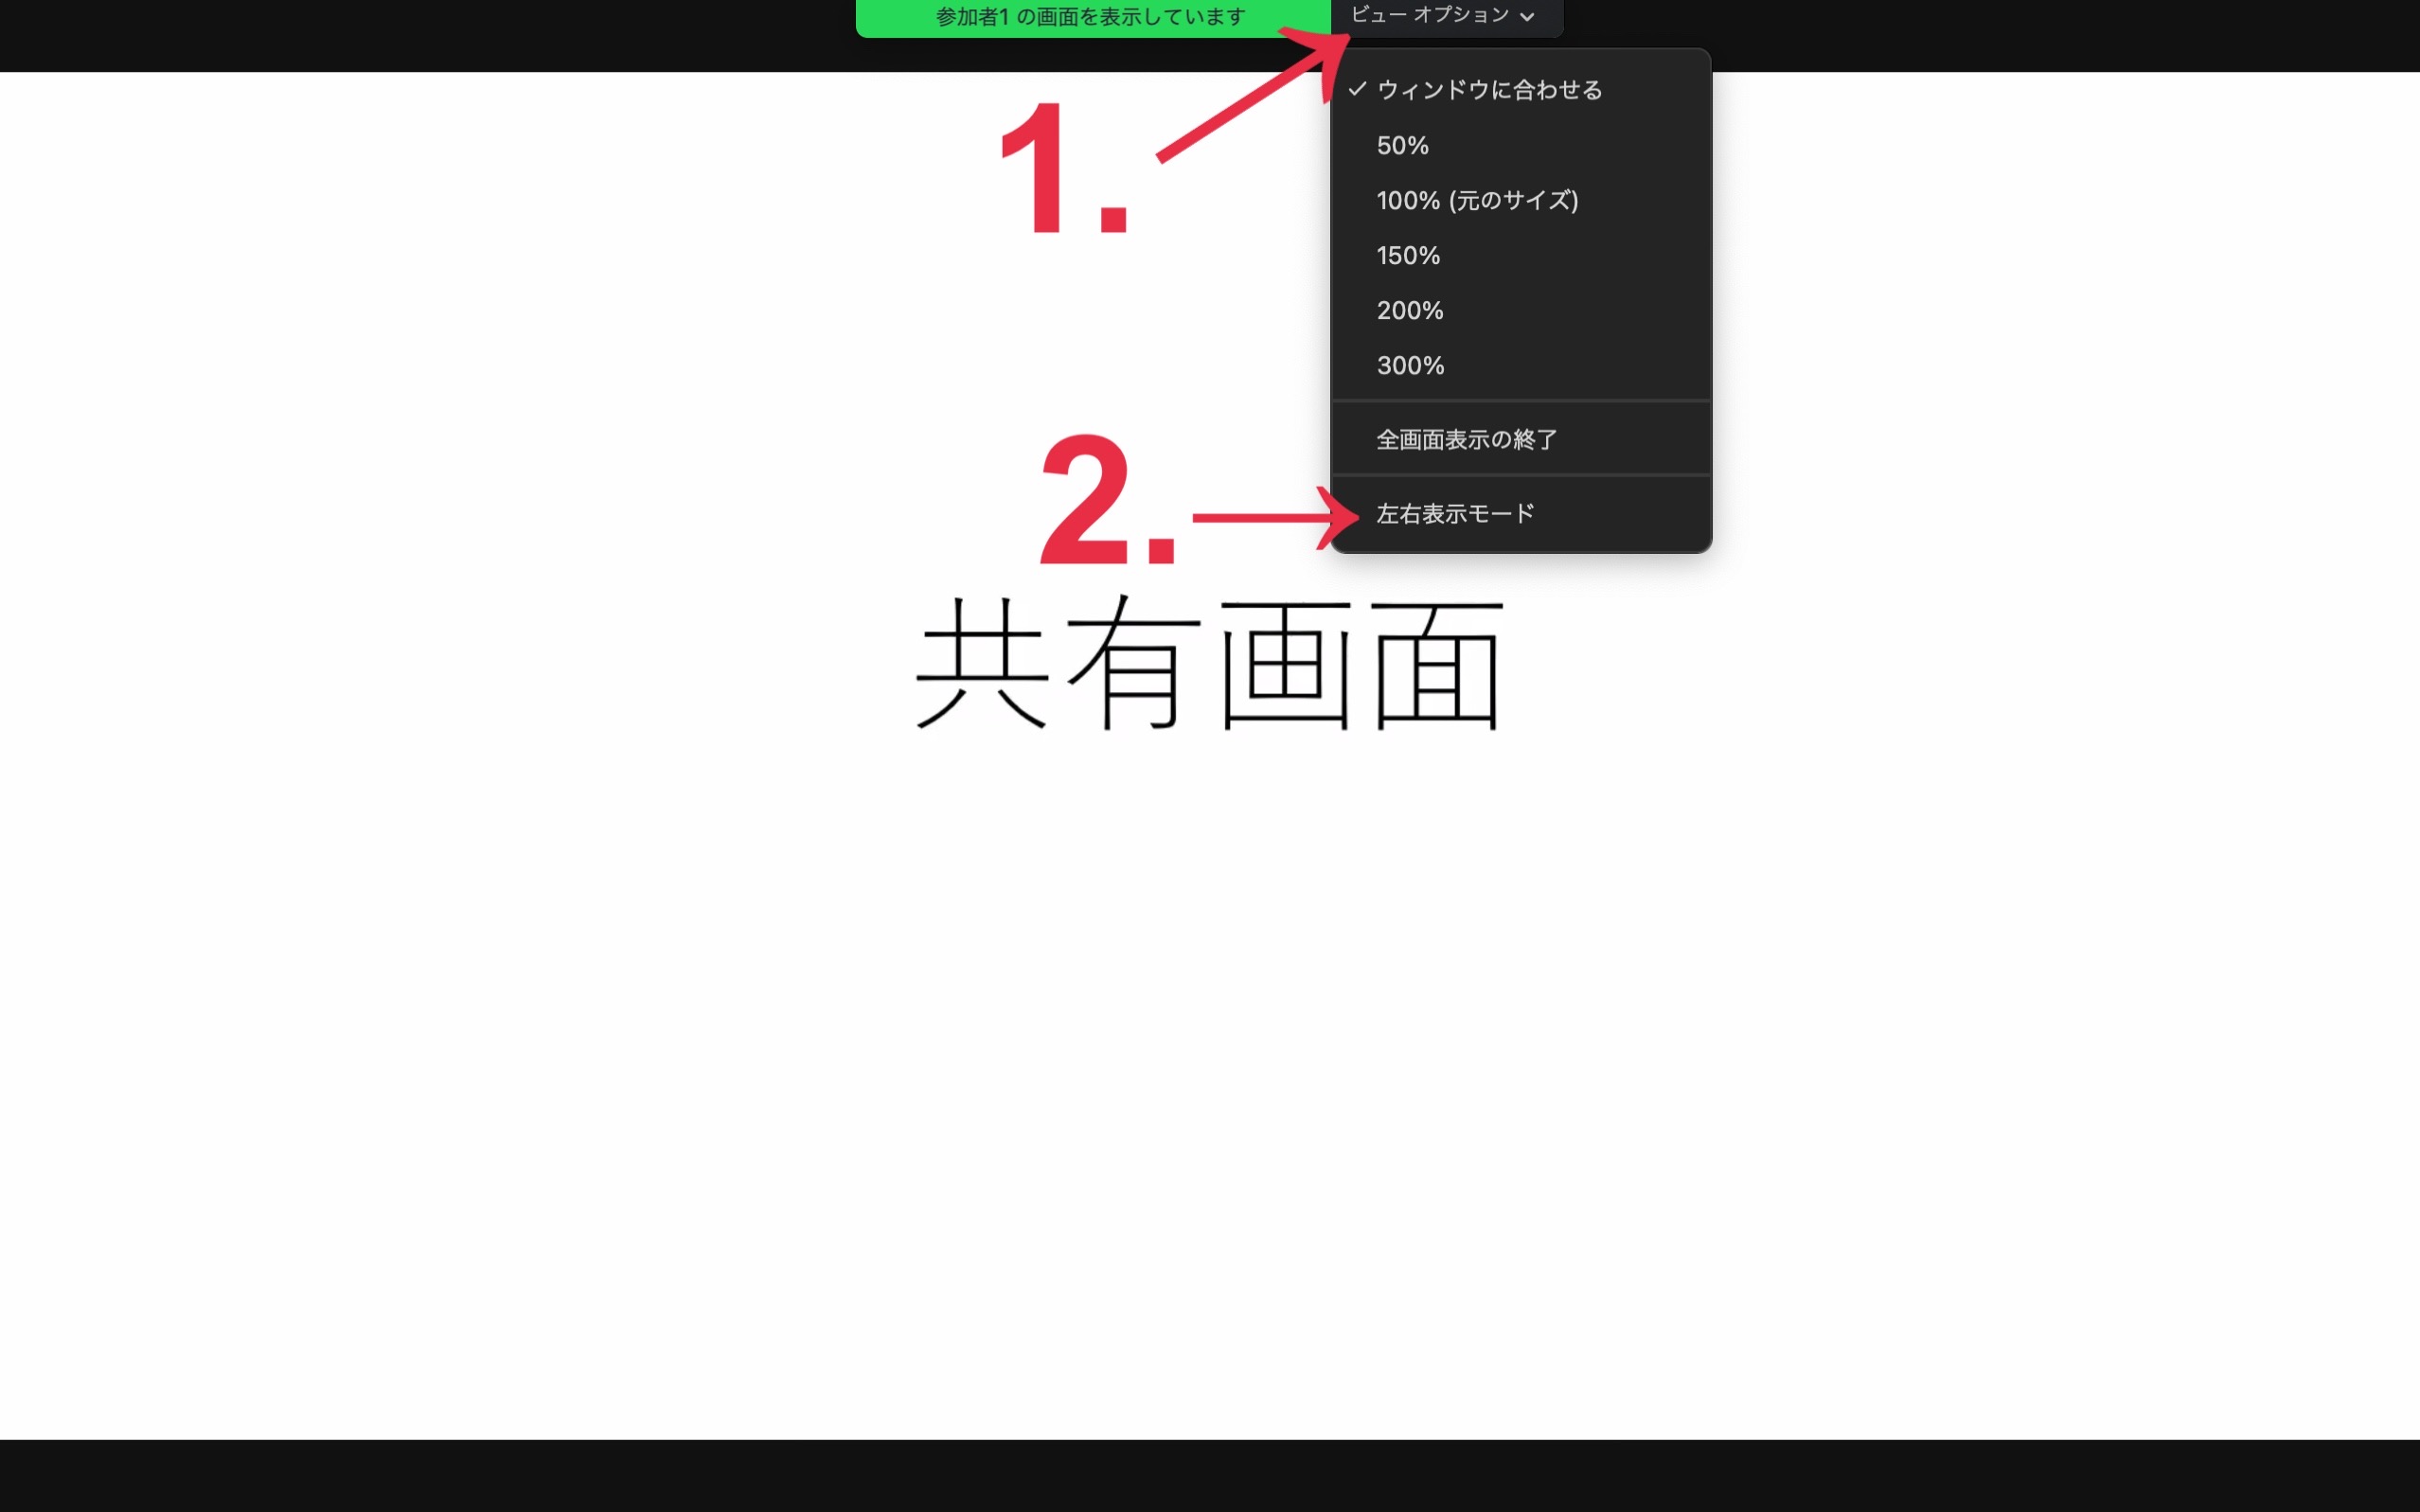 参加者1 の画面を表示しています
ビュー オプション
1.
ウィンドウに合わせる
50%
100% (元のサイズ)
150%
200%
300%
全画面表示の終了
2.
左右表示モード
共有画面